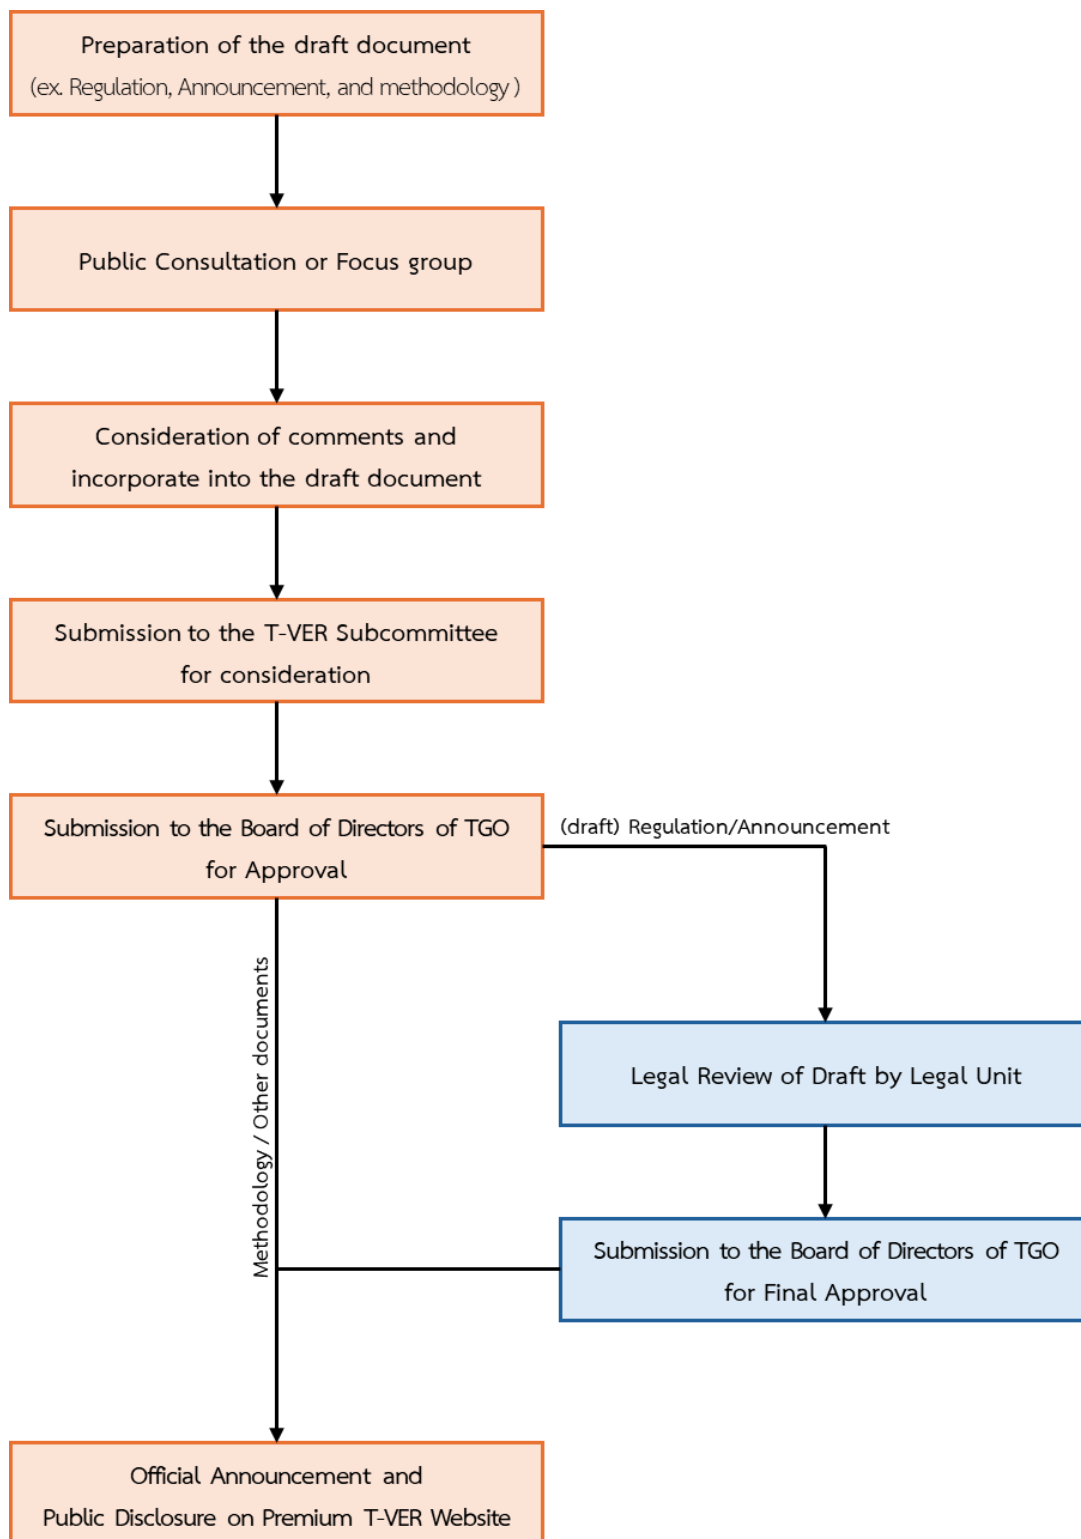 Preparation of the draft document
(ex. Regulation, Announcement, and methodology )
Public Consultation or Focus group
Consideration of comments and
incorporate into the draft document
Submission to the T-VER Subcommittee
for consideration
Submission to the Board of Directors of TGO
for Approval
(draft) Regulation/Announcement
Methodology / Other documents
Legal Review of Draft by Legal Unit
Submission to the Board of Directors of TGO
for Final Approval
Official Announcement and
Public Disclosure on Premium T-VER Website